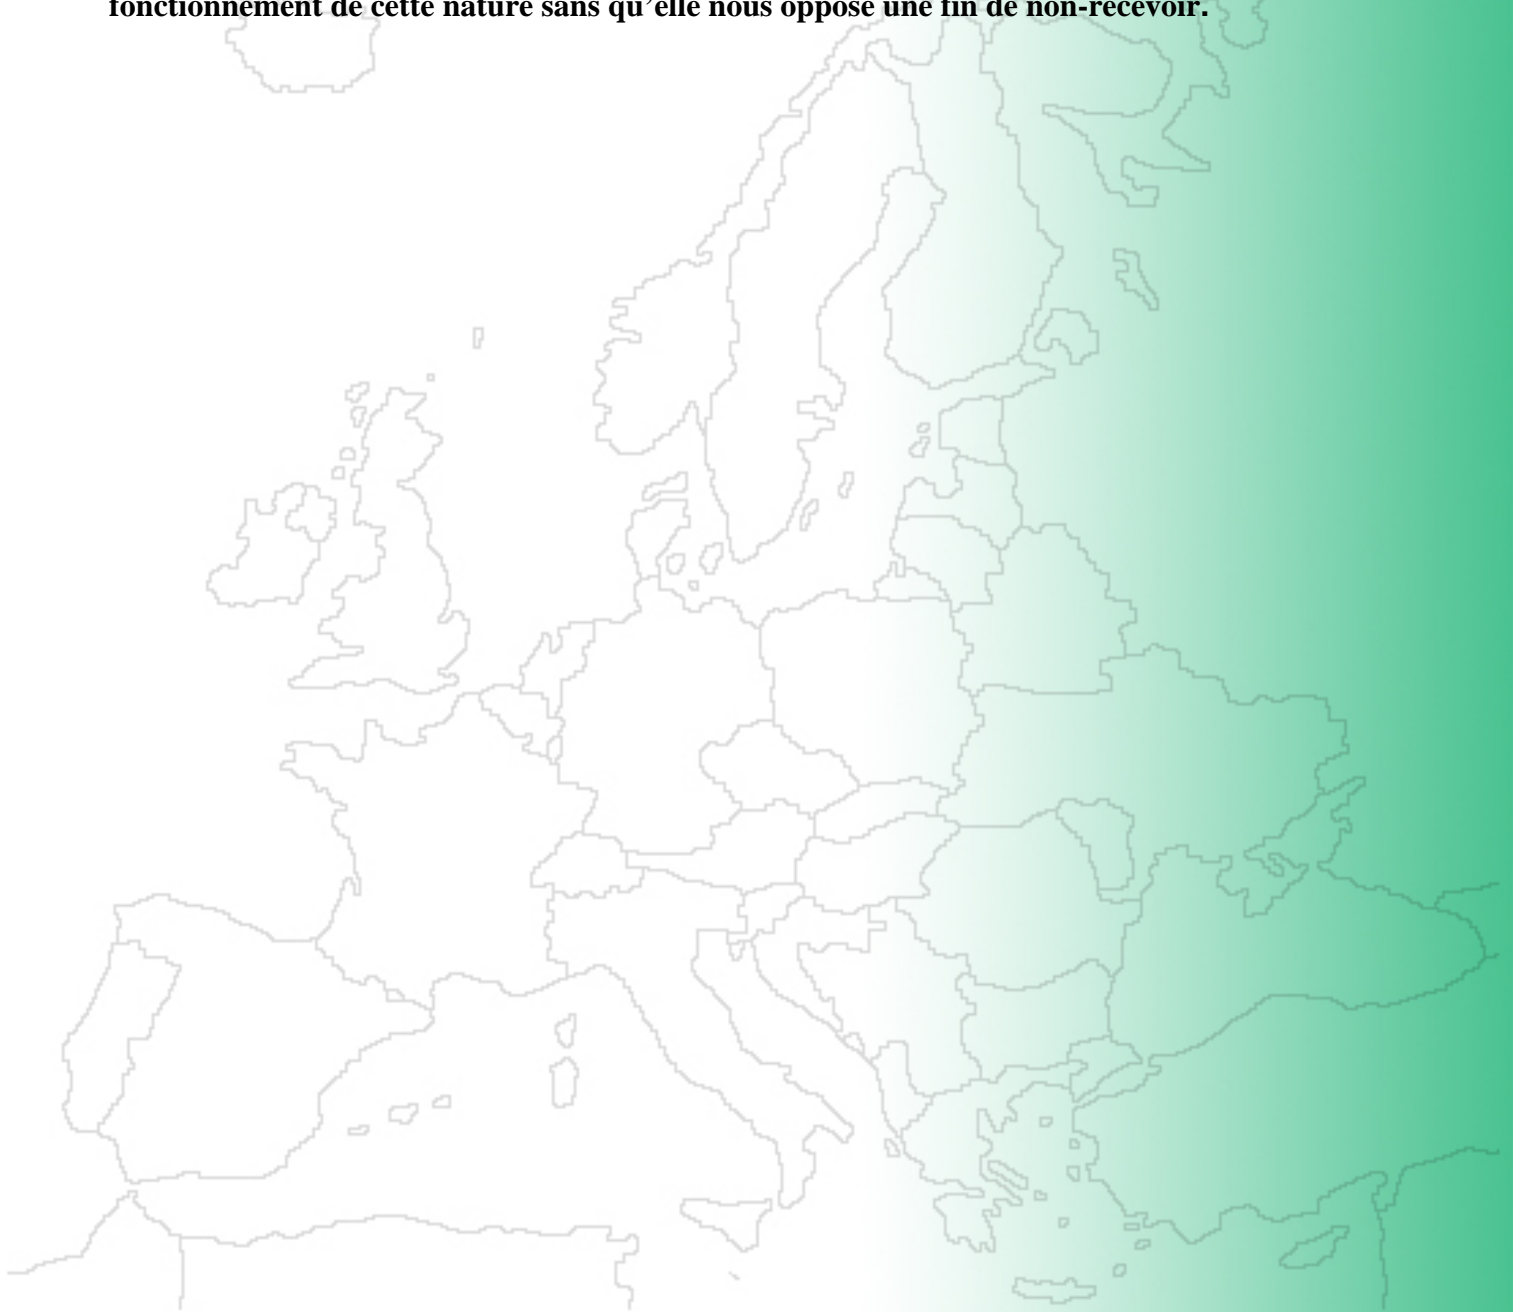 fonctionnement de cette nature sans qu'elle nous oppose une fin de non-recevoir.